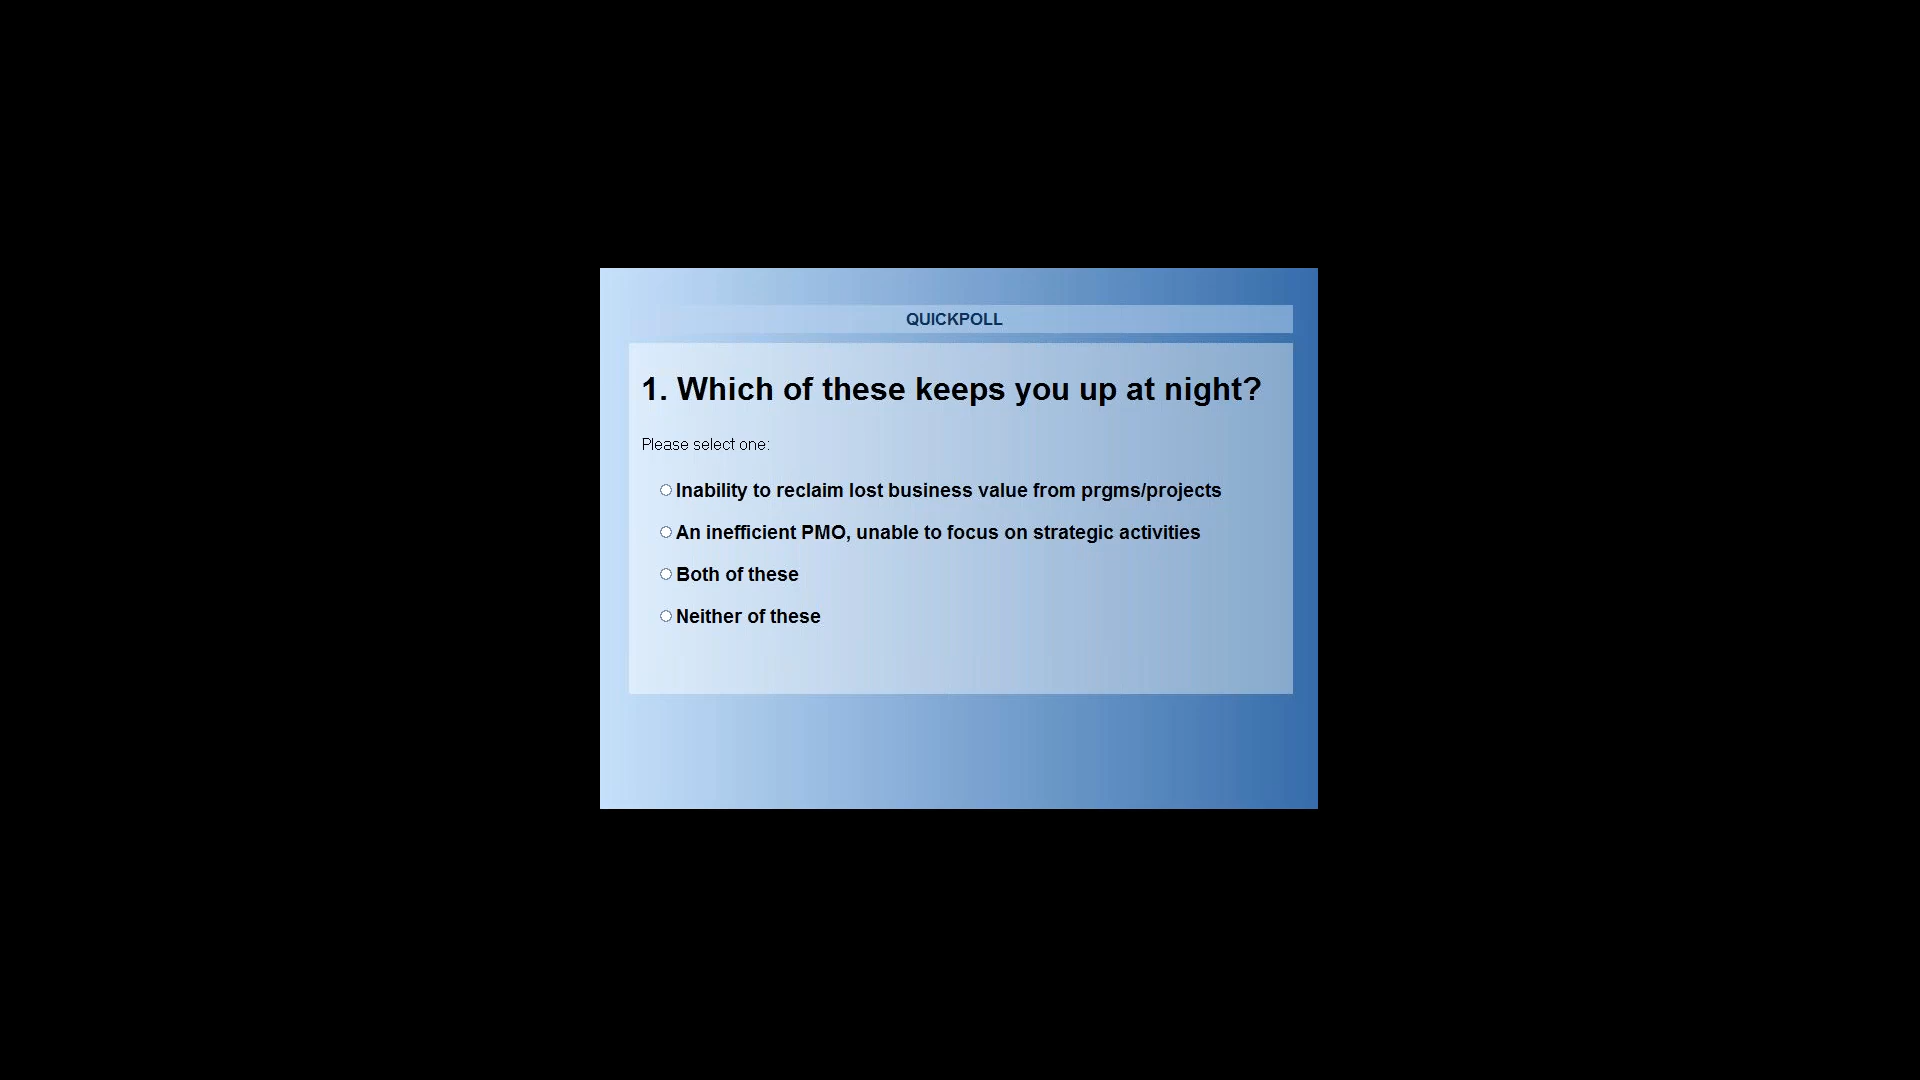 QUICKPOLL
1. Which of these keeps you up at night?
Please select one:
Inability to reclaim lost business value from prgms/projects
An inefficient PMO, unable to focus on strategic activities
Both of these
Neither of these